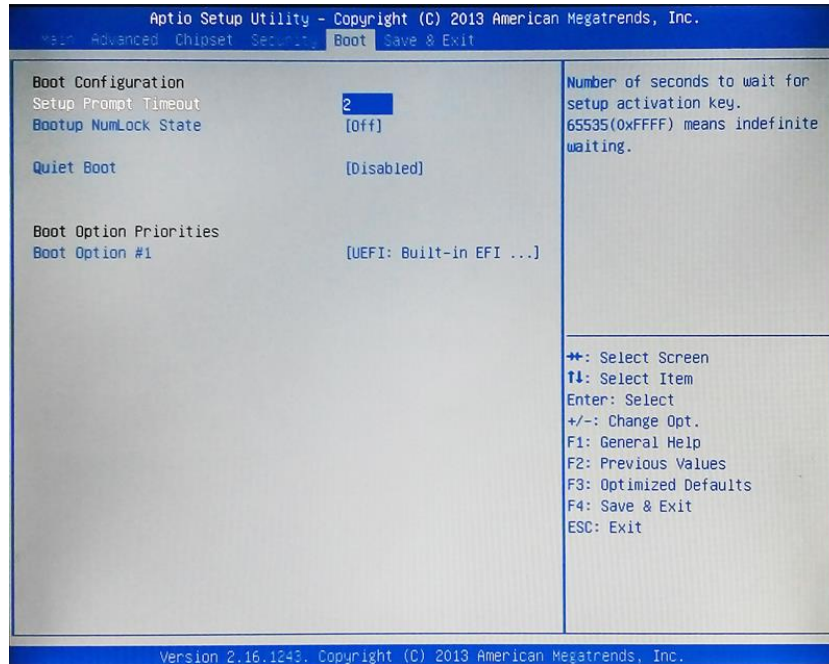 Aptio Setup Utility - Copyright (C) 2013 American Megatrends, Inc.
Main Advanced Chipset Security Boot Save & Exit
Boot Configuration
Setup Prompt Timeout 2
Bootup NumLock State [Off]
Quiet Boot [Disabled]
Boot Option Priorities
Boot Option #1 [UEFI: Built-in EFI ...]
Number of seconds to wait for
setup activation key.
65535(0xFFFF) means indefinite
waiting.
→←: Select Screen
↑↓: Select Item
Enter: Select
+/-: Change Opt.
F1: General Help
F2: Previous Values
F3: Optimized Defaults
F4: Save & Exit
ESC: Exit
Version 2.16.1243. Copyright (C) 2013 American Megatrends, Inc.